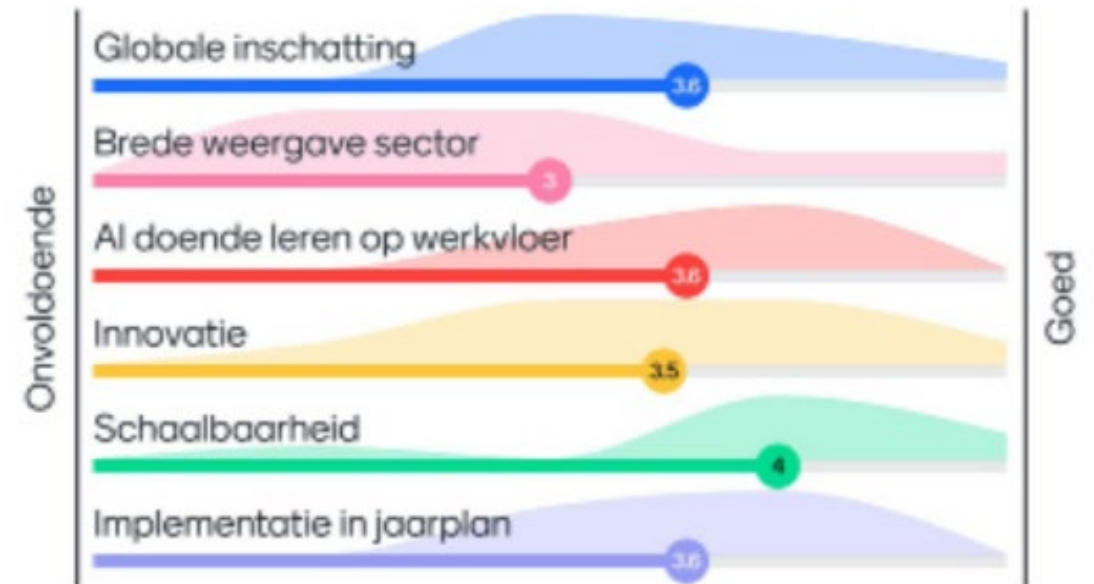 Globale inschatting
3.6
Brede weergave sector
3
Al doende leren op werkvloer
3.6
Innovatie
3.5
Schaalbaarheid
4
Implementatie in jaarplan
3.6
Onvoldoende
Goed